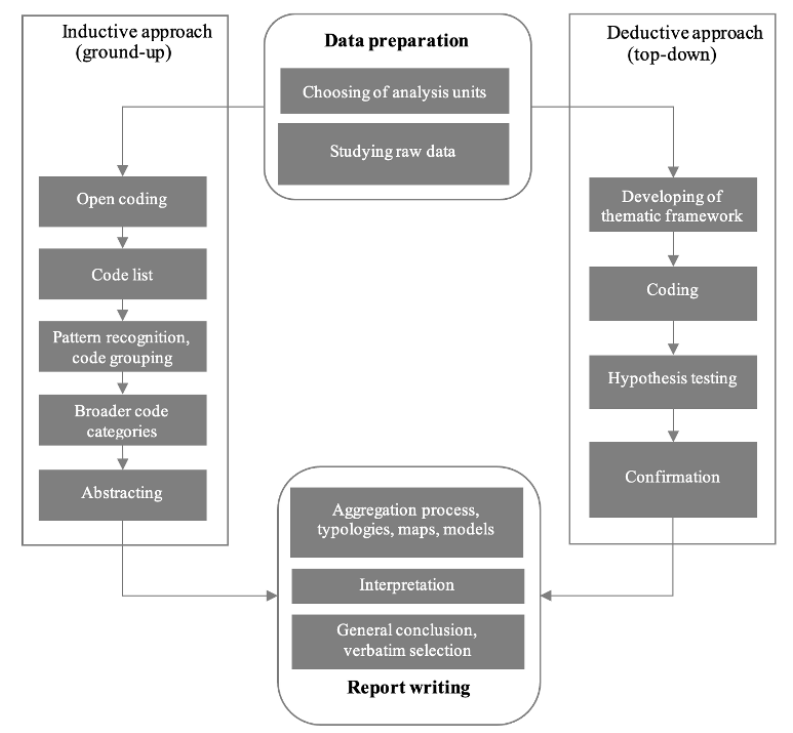 Inductive approach
(ground-up)
Open coding
Code list
Pattern recognition,
code grouping
Broader code
categories
Abstracting
Data preparation
Choosing of analysis units
Studying raw data
Deductive approach
(top-down)
Developing of
thematic framework
Coding
Hypothesis testing
Confirmation
Aggregation process,
typologies, maps, models
Interpretation
General conclusion,
verbatim selection
Report writing